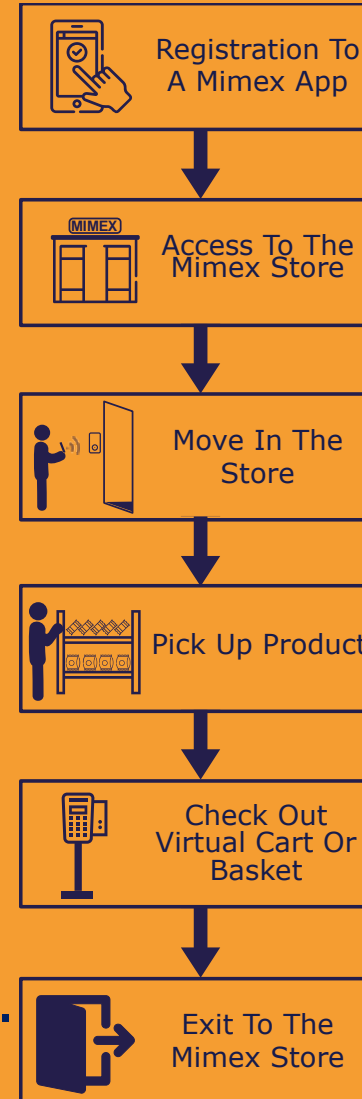 Registration To
A Mimex App
MIMEX
Access To The
Mimex Store
Move In The
Store
Pick Up Product
Check Out
Virtual Cart Or
Basket
Exit To The
Mimex Store